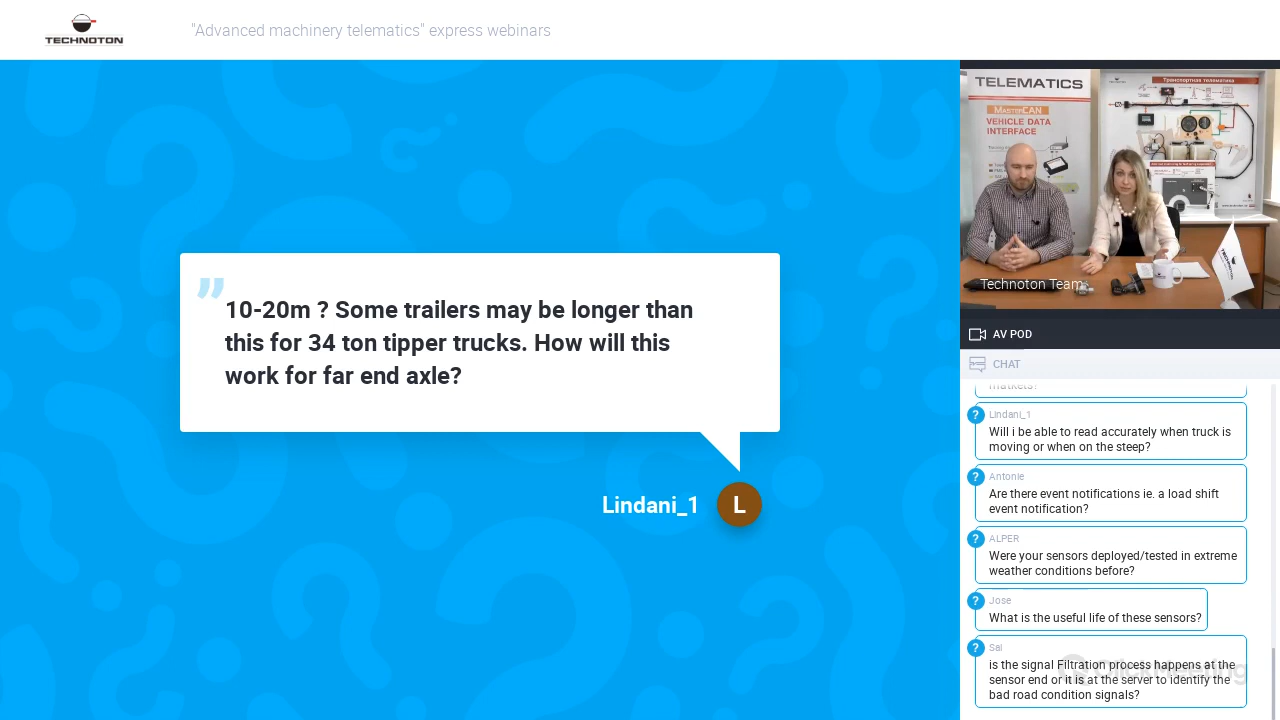 TECHNOTON
"Advanced machinery telematics" express webinars
10-20m ? Some trailers may be longer than
this for 34 ton tipper trucks. How will this
work for far end axle?
Lindani_1
L
TELEMATICS
MasterCAN
VEHICLE DATA
INTERFACE
Транспортная телематика
Technoton Team
AV POD
CHAT
markets?
?
Lindani_1
Will i be able to read accurately when truck is
moving or when on the steep?
?
Antonie
Are there event notifications ie. a load shift
event notification?
?
ALPER
Were your sensors deployed/tested in extreme
weather conditions before?
?
Jose
What is the useful life of these sensors?
?
Sai
is the signal Filtration process happens at the
sensor end or it is at the server to identify the
bad road condition signals?